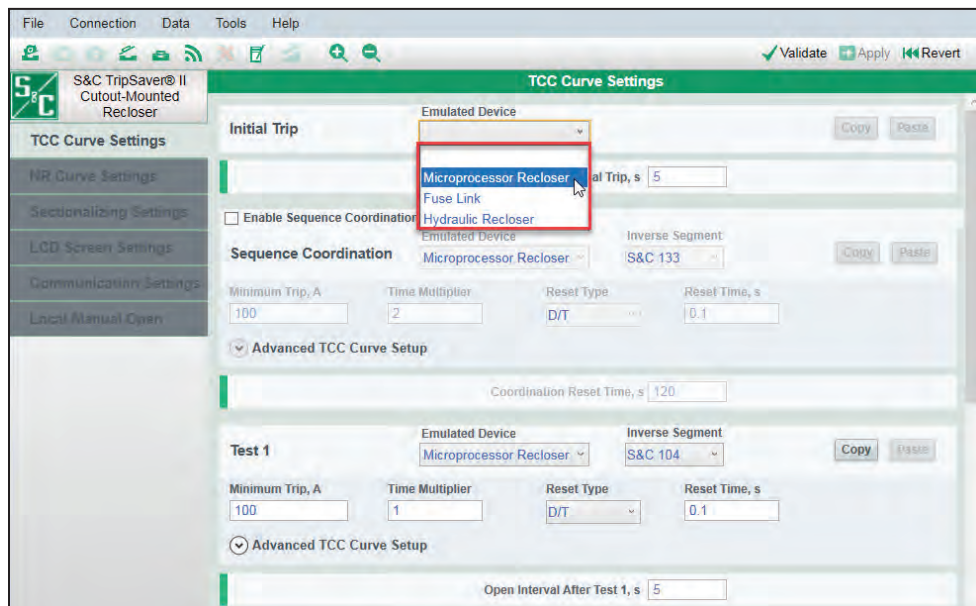 File Connection Data Tools Help
Validate Apply Revert
S&C
S&C TripSaver® II
Cutout-Mounted
Recloser
TCC Curve Settings
TCC Curve Settings
NR Curve Settings
Sectionalizing Settings
LCD Screen Settings
Communication Settings
Local Manual Open
Emulated Device
Initial Trip
Copy Paste
Microprocessor Recloser
Fuse Link
Hydraulic Recloser
al Trip, s 5
Enable Sequence Coordination
Emulated Device Inverse Segment
Sequence Coordination Microprocessor Recloser S&C 133 Copy Paste
Minimum Trip, A Time Multiplier Reset Type Reset Time, s
100 2 D/T 0.1
Advanced TCC Curve Setup
Coordination Reset Time, s 120
Emulated Device Inverse Segment
Test 1 Microprocessor Recloser S&C 104 Copy Paste
Minimum Trip, A Time Multiplier Reset Type Reset Time, s
100 1 D/T 0.1
Advanced TCC Curve Setup
Open Interval After Test 1, s 5